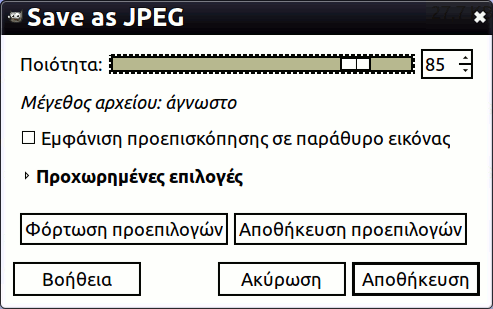 Save as JPEG
Ποιότητα: 85
Μέγεθος αρχείου: άγνωστο
Εμφάνιση προεπισκόπησης σε παράθυρο εικόνας
Προχωρημένες επιλογές
Φόρτωση προεπιλογών Αποθήκευση προεπιλογών
Βοήθεια Ακύρωση Αποθήκευση